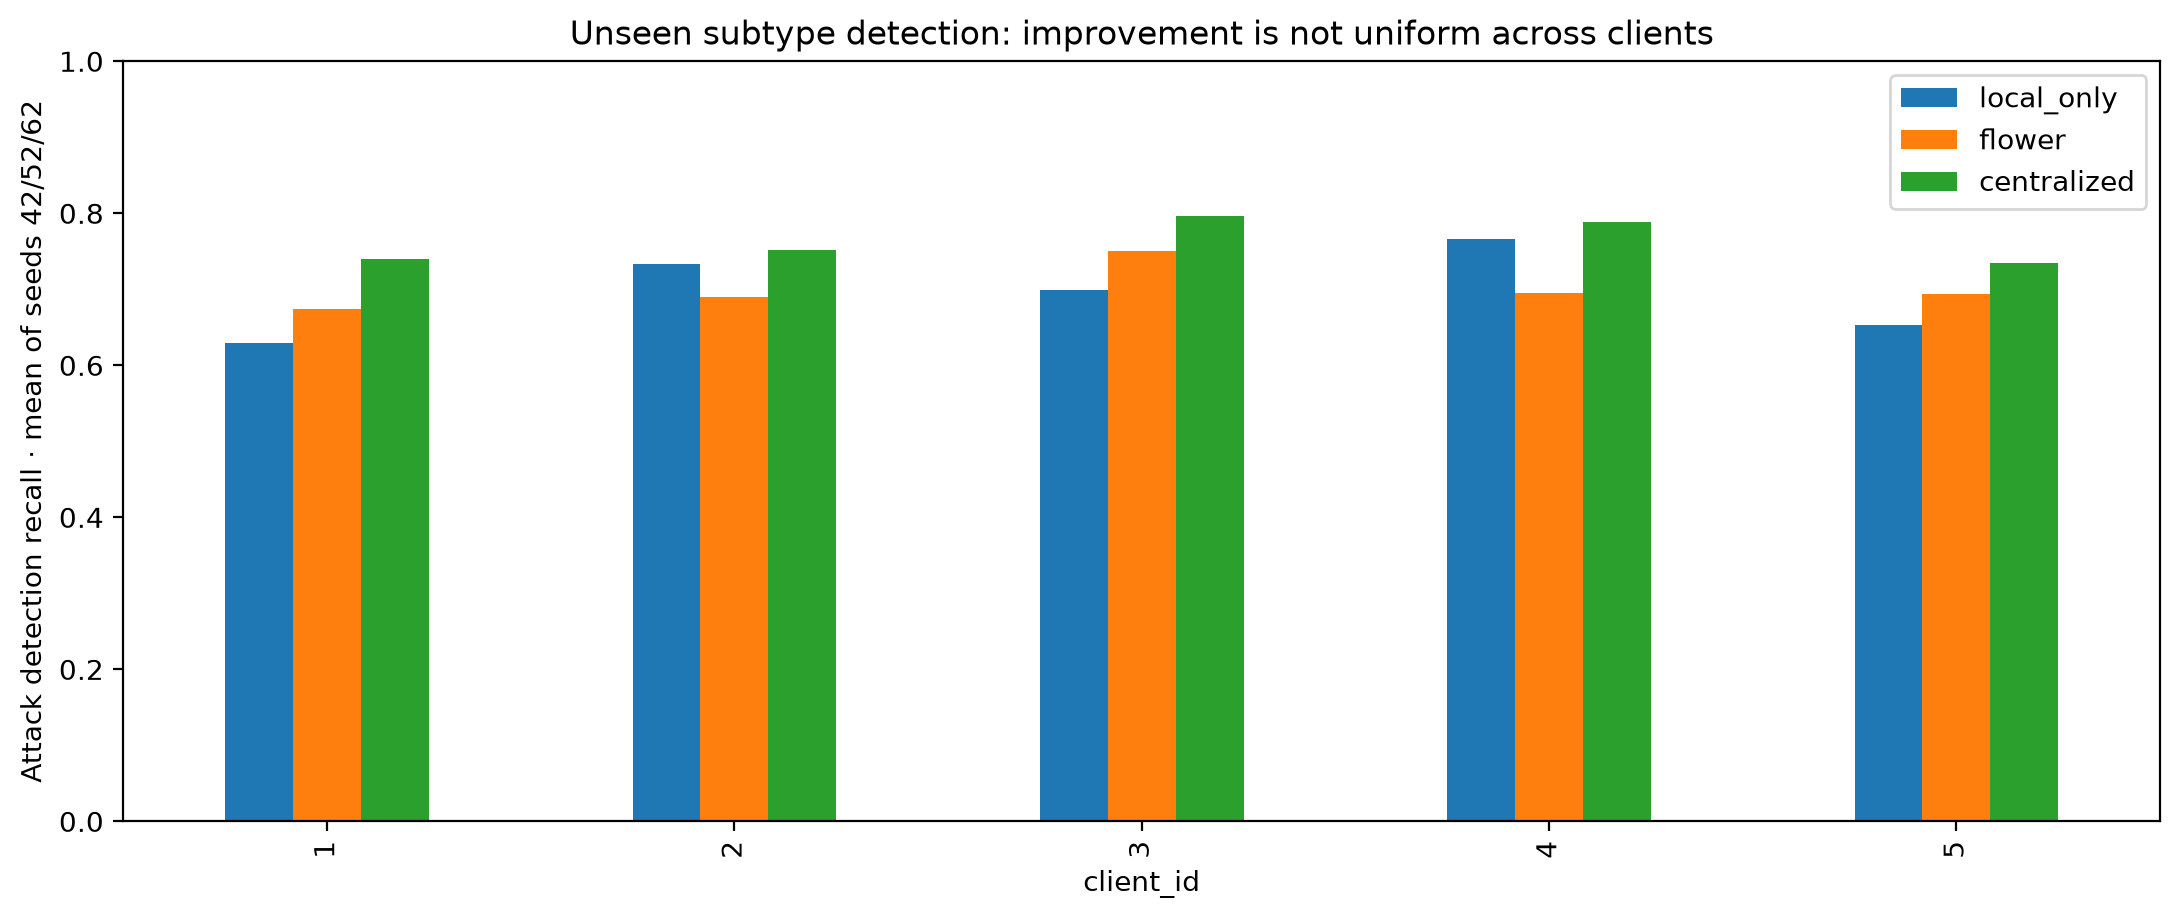 Unseen subtype detection: improvement is not uniform across clients
Attack detection recall · mean of seeds 42/52/62
1.0
0.8
0.6
0.4
0.2
0.0
local_only
flower
centralized
1
2
3
4
5
client_id